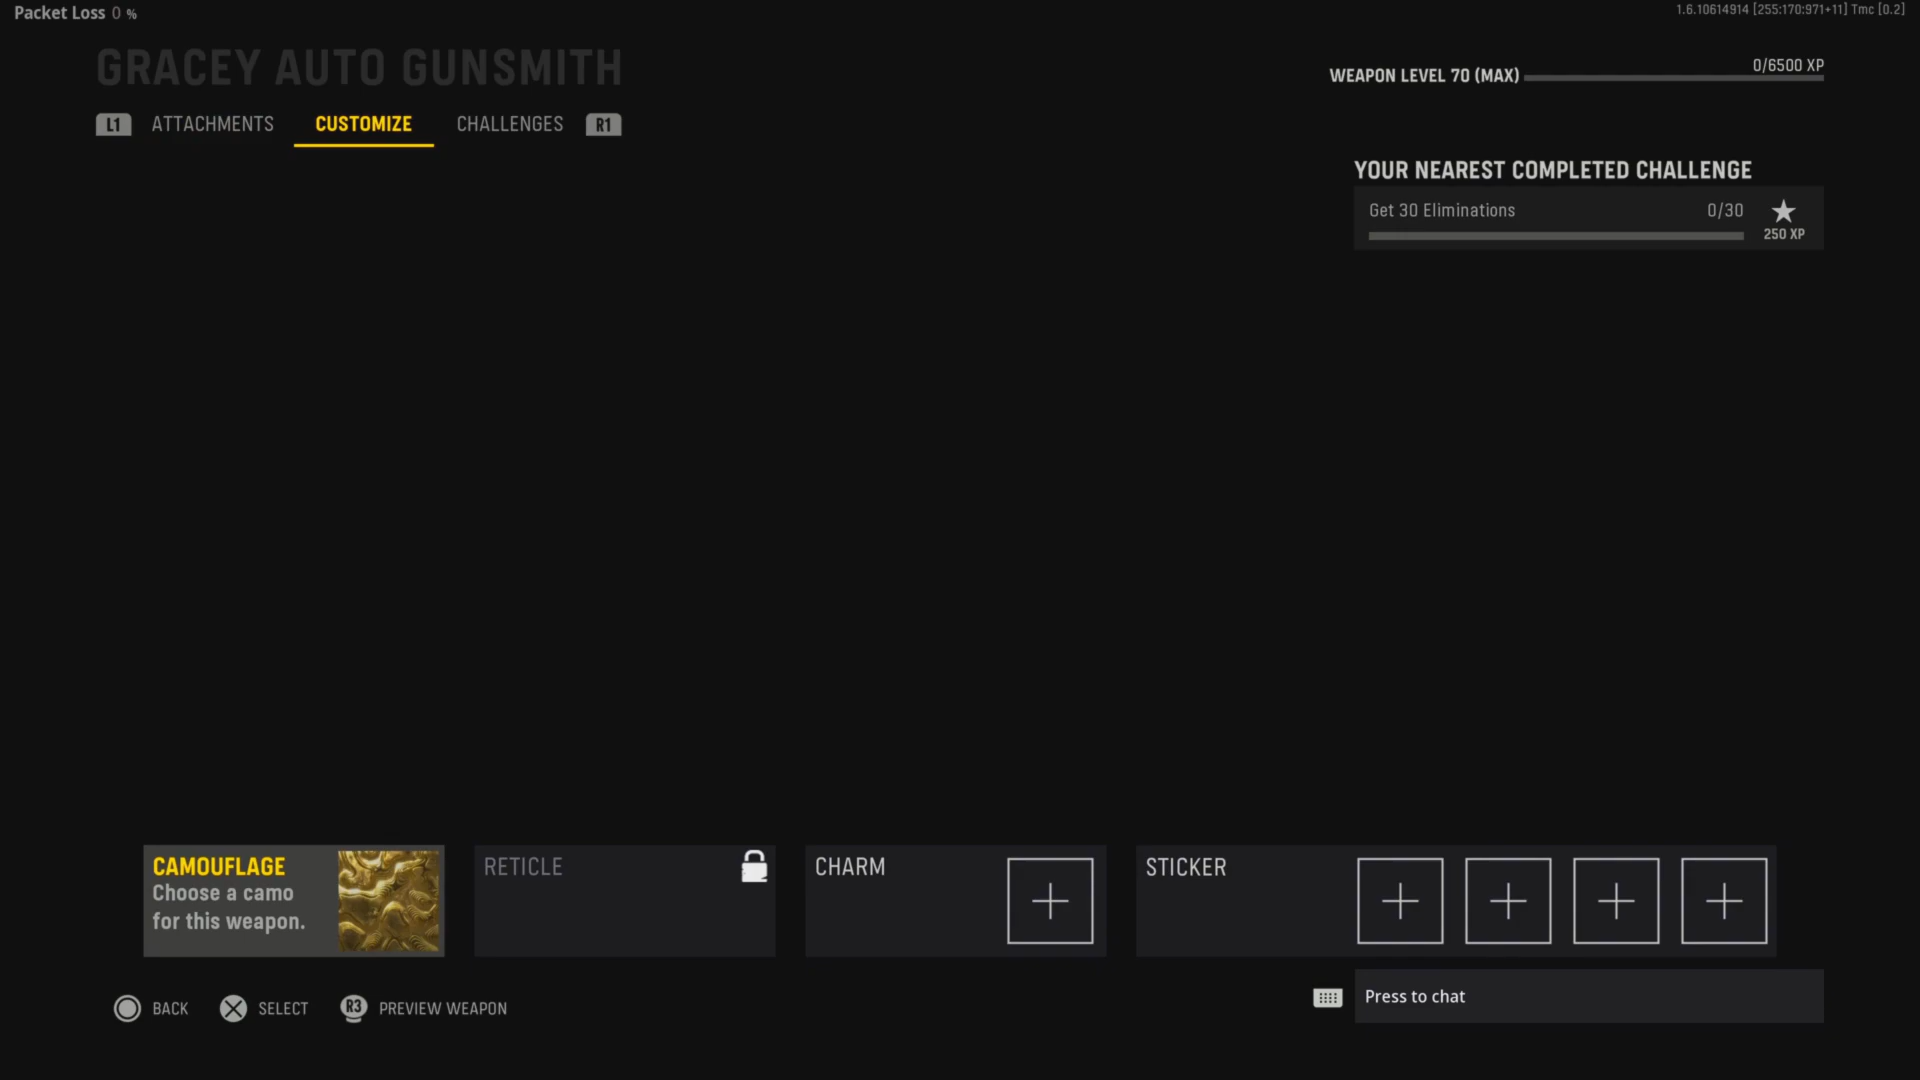 Packet Loss 0 %
1.6.10614914 [255:170:971+11] Tmc [0.2]
GRACEY AUTO GUNSMITH
WEAPON LEVEL 70 (MAX)
0/6500 XP
L1 ATTACHMENTS CUSTOMIZE CHALLENGES R1
YOUR NEAREST COMPLETED CHALLENGE
Get 30 Eliminations 0/30
250 XP
CAMOUFLAGE
Choose a camo
for this weapon.
RETICLE
CHARM
STICKER
BACK SELECT R3 PREVIEW WEAPON
Press to chat